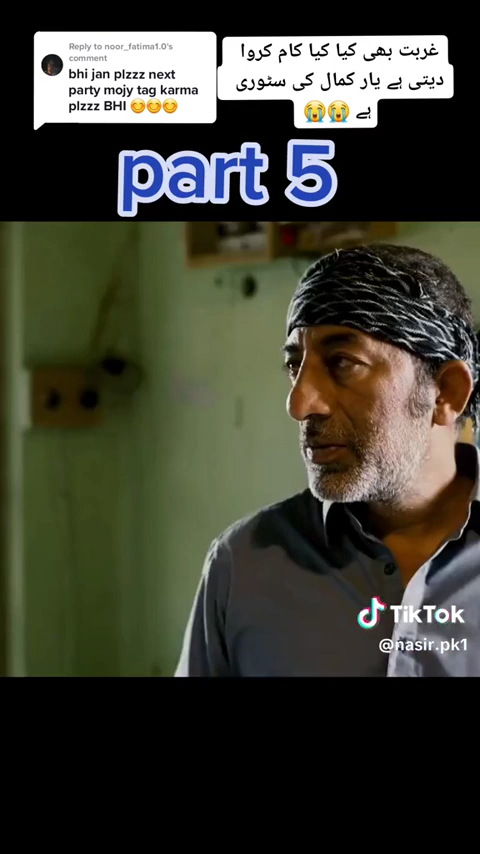 Reply to noor_fatima1.0's
comment
bhi jan plzzz next
party mojy tag karma
plzzz BHI 😊😊😊
غربت بھی کیا کیا کام کروا
دیتی ہے یار کمال کی سٹوری
ہے 😭😭
part 5
TikTok
@nasir.pk1